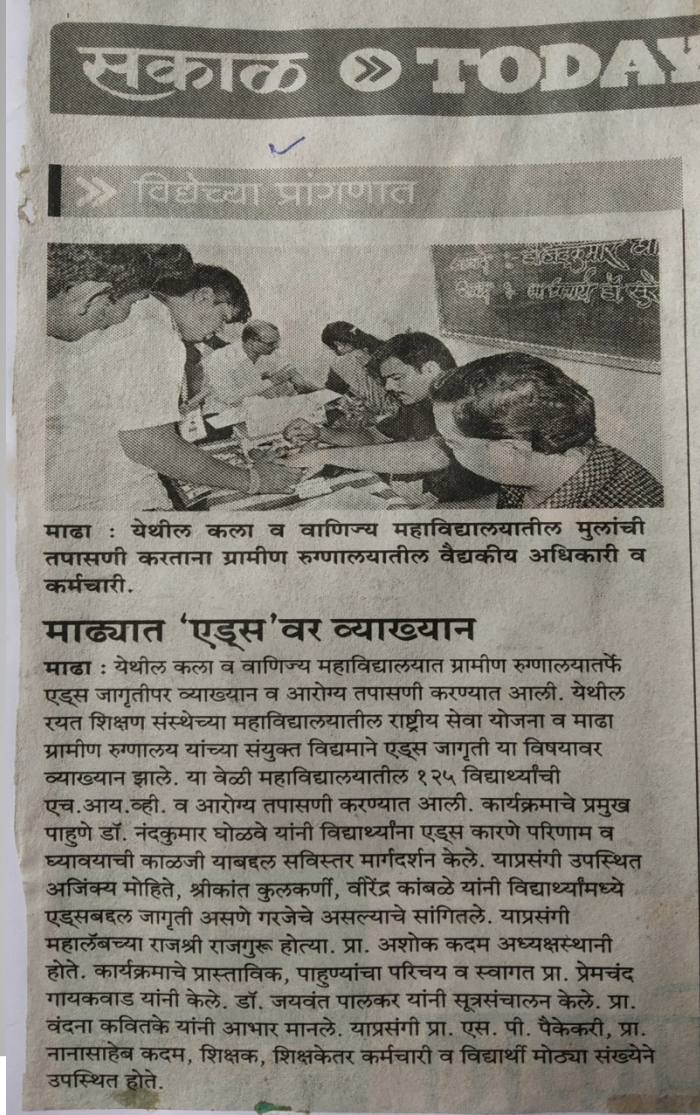 सकाळ » TODAY
» विद्येच्या प्रांगणात
माढा : येथील कला व वाणिज्य महाविद्यालयातील मुलांची
तपासणी करताना ग्रामीण रुग्णालयातील वैद्यकीय अधिकारी व
कर्मचारी.
माढ्यात ‘एड्स’वर व्याख्यान
माढा : येथील कला व वाणिज्य महाविद्यालयात ग्रामीण रुग्णालयातर्फे
एड्स जागृतीपर व्याख्यान व आरोग्य तपासणी करण्यात आली. येथील
रयत शिक्षण संस्थेच्या महाविद्यालयातील राष्ट्रीय सेवा योजना व माढा
ग्रामीण रुग्णालय यांच्या संयुक्त विद्यमाने एड्स जागृती या विषयावर
व्याख्यान झाले. या वेळी महाविद्यालयातील १२५ विद्यार्थ्यांची
एच.आय.व्ही. व आरोग्य तपासणी करण्यात आली. कार्यक्रमाचे प्रमुख
पाहुणे डॉ. नंदकुमार घोळवे यांनी विद्यार्थ्यांना एड्स कारणे परिणाम व
घ्यावयाची काळजी याबद्दल सविस्तर मार्गदर्शन केले. याप्रसंगी उपस्थित
अजिंक्य मोहिते, श्रीकांत कुलकर्णी, वीरेंद्र कांबळे यांनी विद्यार्थ्यांमध्ये
एड्सबद्दल जागृती असणे गरजेचे असल्याचे सांगितले. याप्रसंगी
महालॅबच्या राजश्री राजगुरू होत्या. प्रा. अशोक कदम अध्यक्षस्थानी
होते. कार्यक्रमाचे प्रास्ताविक, पाहुण्यांचा परिचय व स्वागत प्रा. प्रेमचंद
गायकवाड यांनी केले. डॉ. जयवंत पालकर यांनी सूत्रसंचालन केले. प्रा.
वंदना कवितके यांनी आभार मानले. याप्रसंगी प्रा. एस. पी. पैकेकरी, प्रा.
नानासाहेब कदम, शिक्षक, शिक्षकेतर कर्मचारी व विद्यार्थी मोठ्या संख्येने
उपस्थित होते.